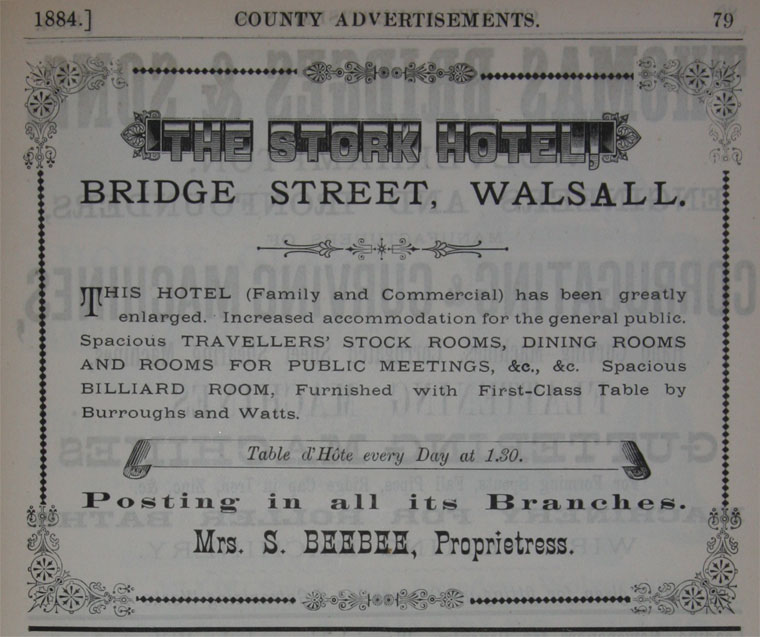 1884.] COUNTY ADVERTISEMENTS. 79
THE STORK HOTEL,
BRIDGE STREET, WALSALL.
THIS HOTEL (Family and Commercial) has been greatly
enlarged. Increased accommodation for the general public.
Spacious TRAVELLERS' STOCK ROOMS, DINING ROOMS
AND ROOMS FOR PUBLIC MEETINGS, &c., &c. Spacious
BILLIARD ROOM, Furnished with First-Class Table by
Burroughs and Watts.
Table d'Hôte every Day at 1.30.
Posting in all its Branches.
Mrs. S. BEEBEE, Proprietress.